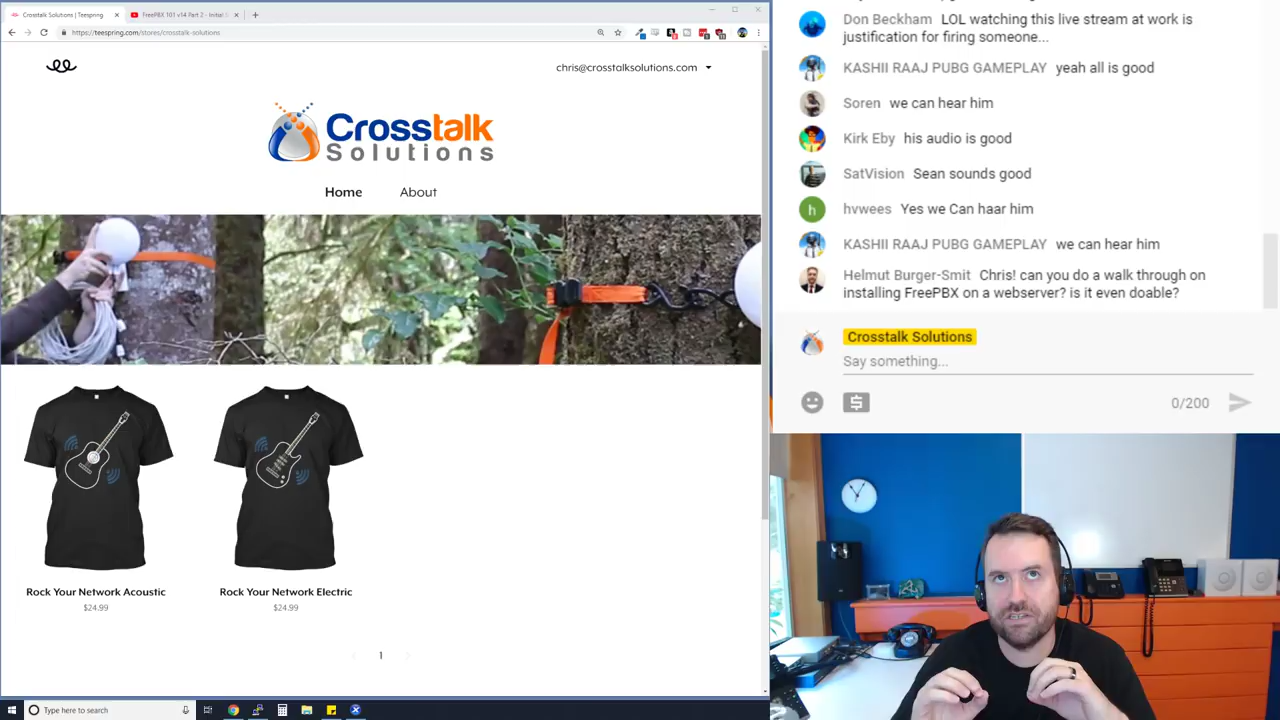 Crosstalk Solutions | Teespring
FreePBX 101 v14 Part 2 - Initial S
https://teespring.com/stores/crosstalk-solutions
chris@crosstalksolutions.com
Crosstalk
Solutions
Home
About
Rock Your Network Acoustic
$24.99
Rock Your Network Electric
$24.99
1
Type here to search
Don Beckham LOL watching this live stream at work is
justification for firing someone...
KASHII RAAJ PUBG GAMEPLAY yeah all is good
Soren we can hear him
Kirk Eby his audio is good
SatVision Sean sounds good
h
hvwees Yes we Can haar him
KASHII RAAJ PUBG GAMEPLAY we can hear him
Helmut Burger-Smit Chris! can you do a walk through on
installing FreePBX on a webserver? is it even doable?
Crosstalk Solutions
Say something...
0/200